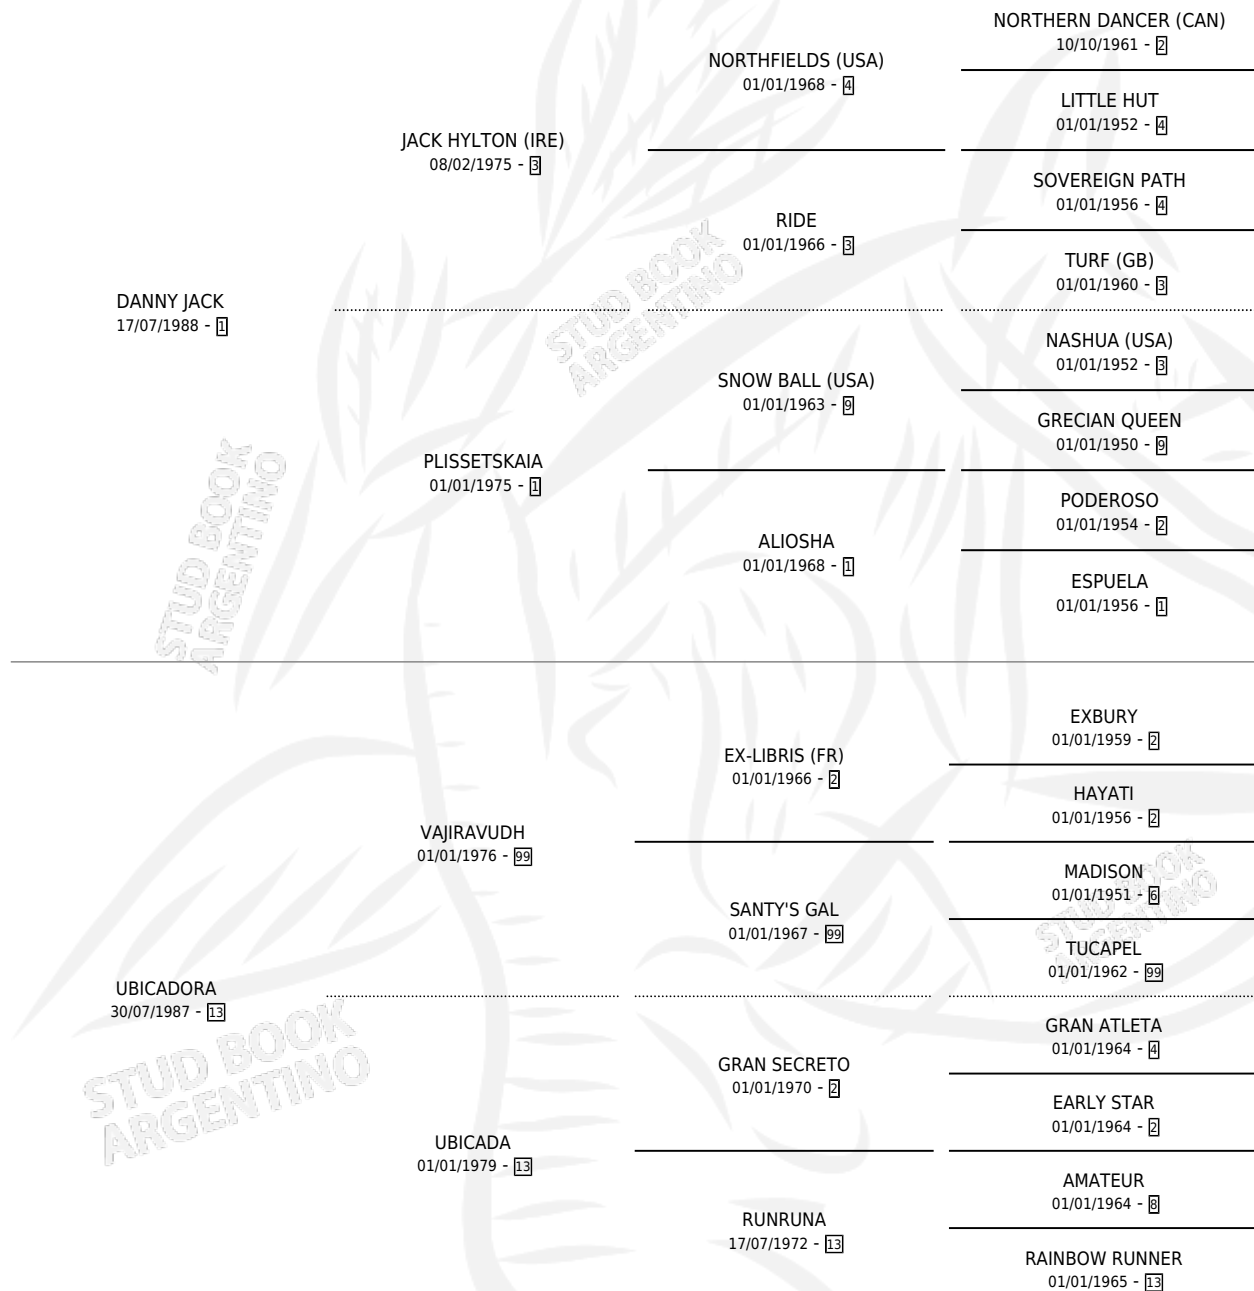 NORTHERN DANCER (CAN)
10/10/1961 - 2
NORTHFIELDS (USA)
01/01/1968 - 4
LITTLE HUT
01/01/1952 - 4
JACK HYLTON (IRE)
08/02/1975 - 3
SOVEREIGN PATH
01/01/1956 - 4
RIDE
01/01/1966 - 3
TURF (GB)
01/01/1960 - 3
DANNY JACK
17/07/1988 - 1
STUD BOOK
ARGENTINO
NASHUA (USA)
01/01/1952 - 3
SNOW BALL (USA)
01/01/1963 - 9
GRECIAN QUEEN
01/01/1950 - 9
PLISSETSKAIA
01/01/1975 - 1
PODEROSO
01/01/1954 - 2
ALIOSHA
01/01/1968 - 1
ESPUELA
01/01/1956 - 1
STUD BOOK
ARGENTINO
EXBURY
01/01/1959 - 2
EX-LIBRIS (FR)
01/01/1966 - 2
HAYATI
01/01/1956 - 2
VAJIRAVUDH
01/01/1976 - 99
MADISON
01/01/1951 - 6
SANTY'S GAL
01/01/1967 - 99
TUCAPEL
01/01/1962 - 99
STUD BOOK
ARGENTINO
UBICADORA
30/07/1987 - 13
GRAN ATLETA
01/01/1964 - 4
GRAN SECRETO
01/01/1970 - 2
EARLY STAR
01/01/1964 - 2
STUD BOOK
ARGENTINO
UBICADA
01/01/1979 - 13
AMATEUR
01/01/1964 - 8
RUNRUNA
17/07/1972 - 13
RAINBOW RUNNER
01/01/1965 - 13